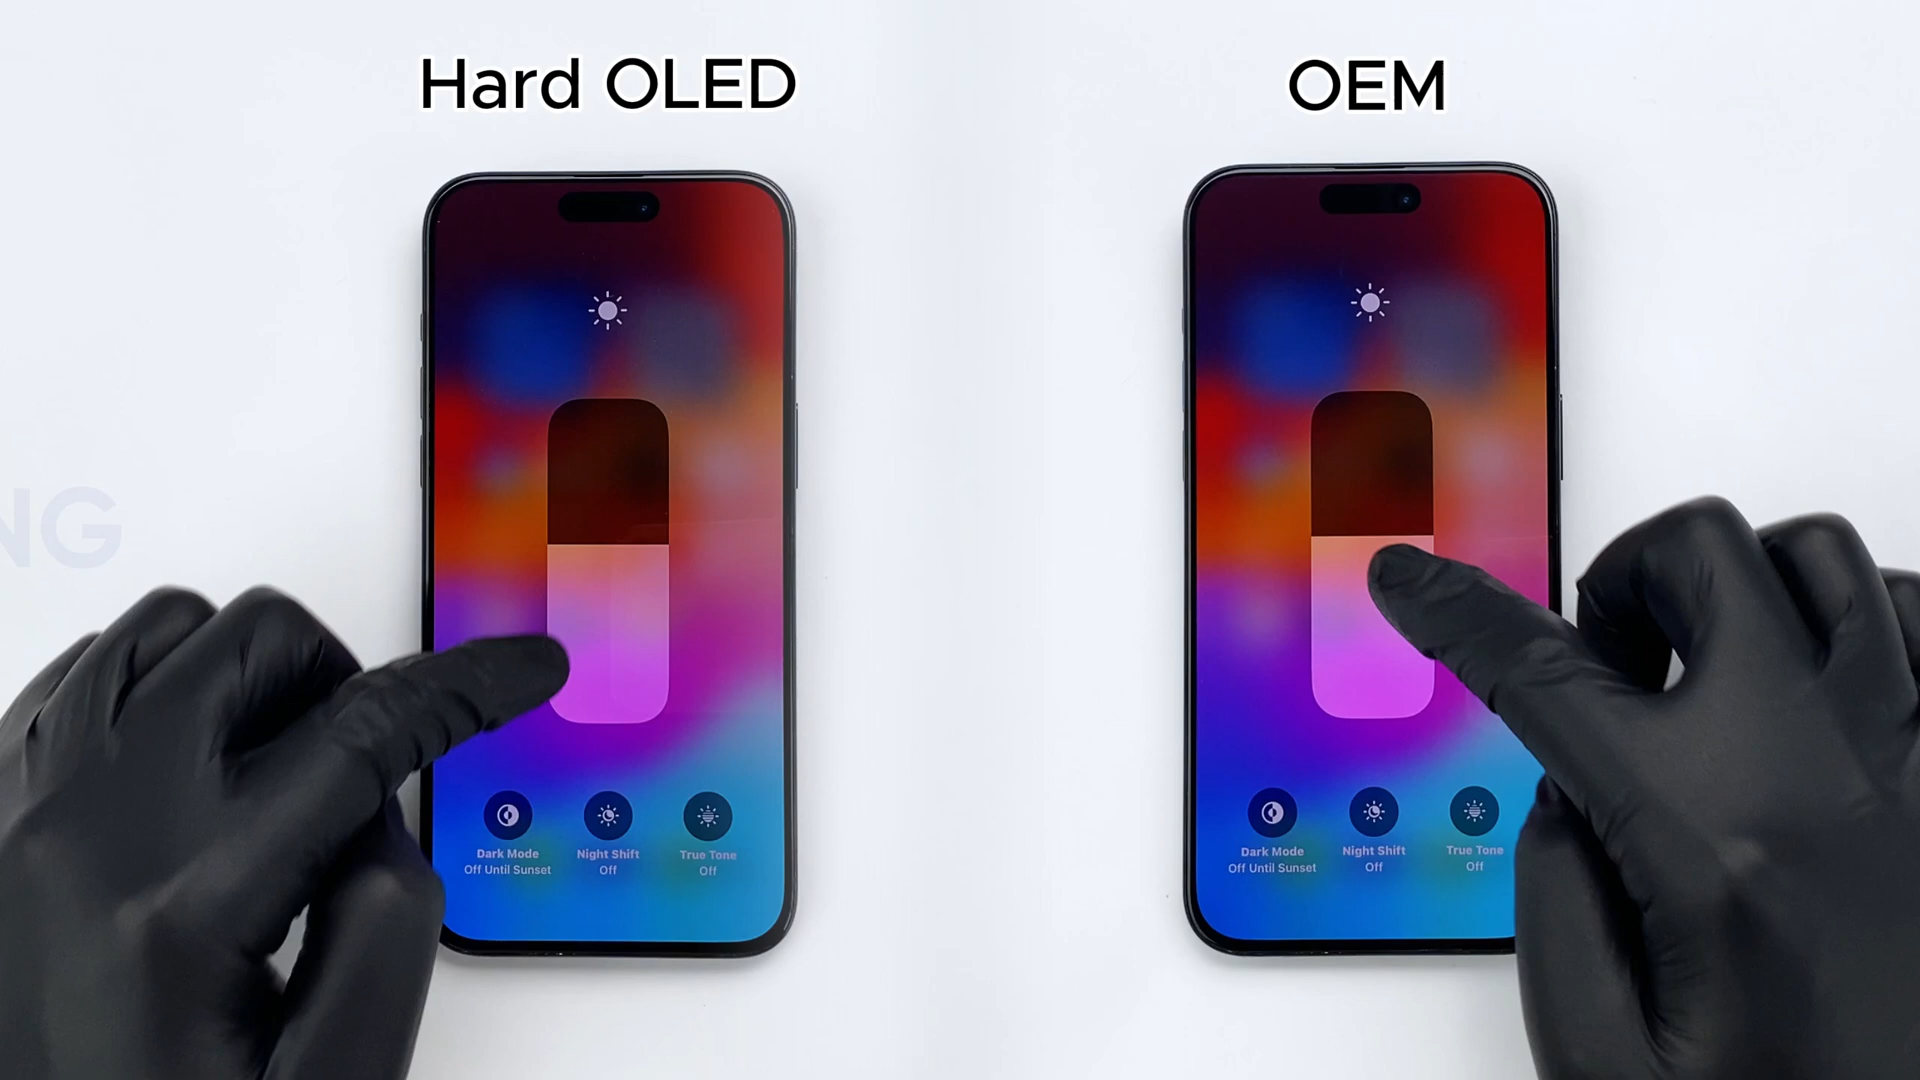 Hard OLED
OEM
NG
Dark Mode
Off Until Sunset
Night Shift
Off
True Tone
Off
Dark Mode
Off Until Sunset
Night Shift
Off
True Tone
Off